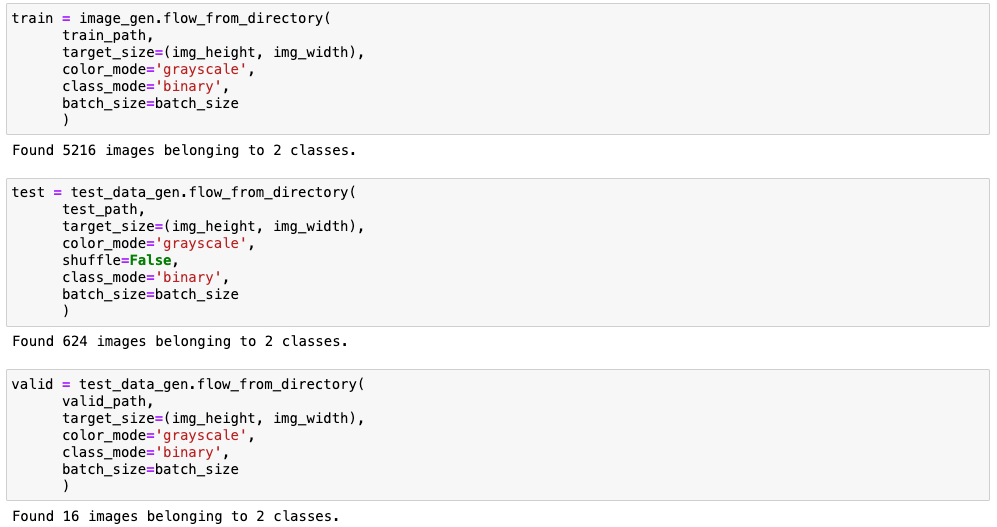 train = image_gen.flow_from_directory(
      train_path,
      target_size=(img_height, img_width),
      color_mode='grayscale',
      class_mode='binary',
      batch_size=batch_size
      )
Found 5216 images belonging to 2 classes.
test = test_data_gen.flow_from_directory(
      test_path,
      target_size=(img_height, img_width),
      color_mode='grayscale',
      shuffle=False,
      class_mode='binary',
      batch_size=batch_size
      )
Found 624 images belonging to 2 classes.
valid = test_data_gen.flow_from_directory(
      valid_path,
      target_size=(img_height, img_width),
      color_mode='grayscale',
      class_mode='binary',
      batch_size=batch_size
      )
Found 16 images belonging to 2 classes.